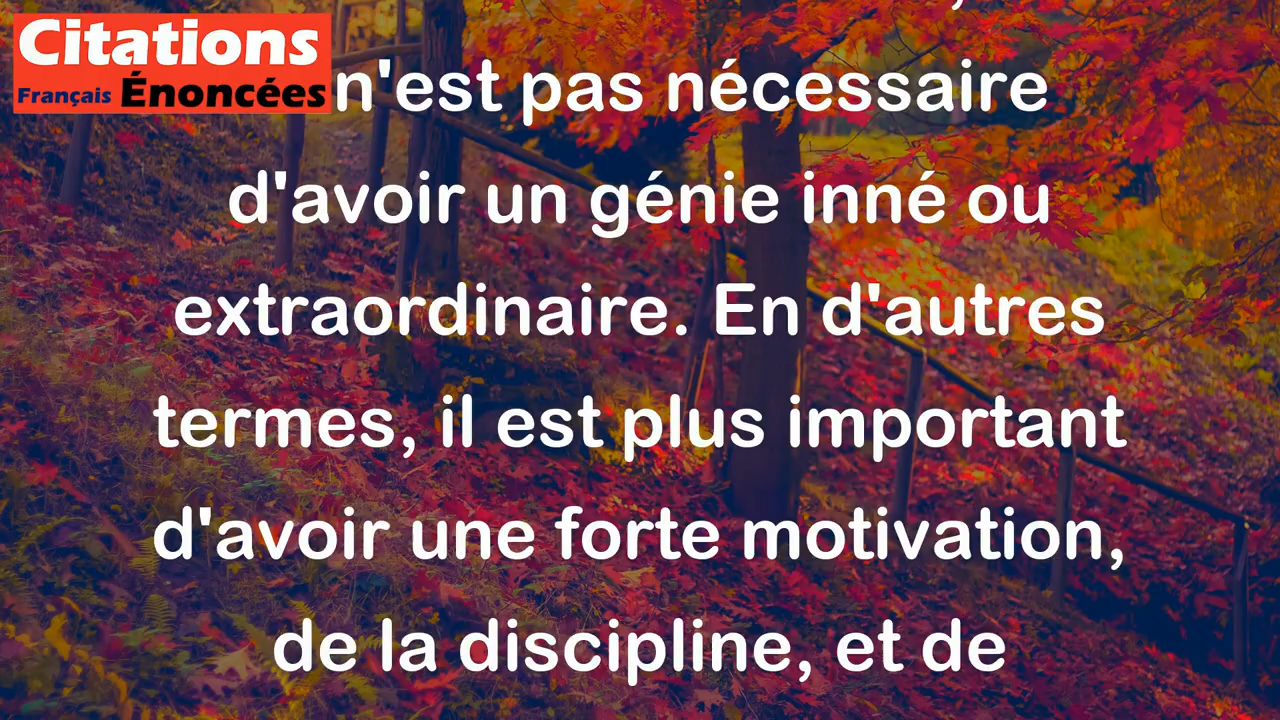 Citations
Français Énoncées
n'est pas nécessaire
d'avoir un génie inné ou
extraordinaire. En d'autres
termes, il est plus important
d'avoir une forte motivation,
de la discipline, et de